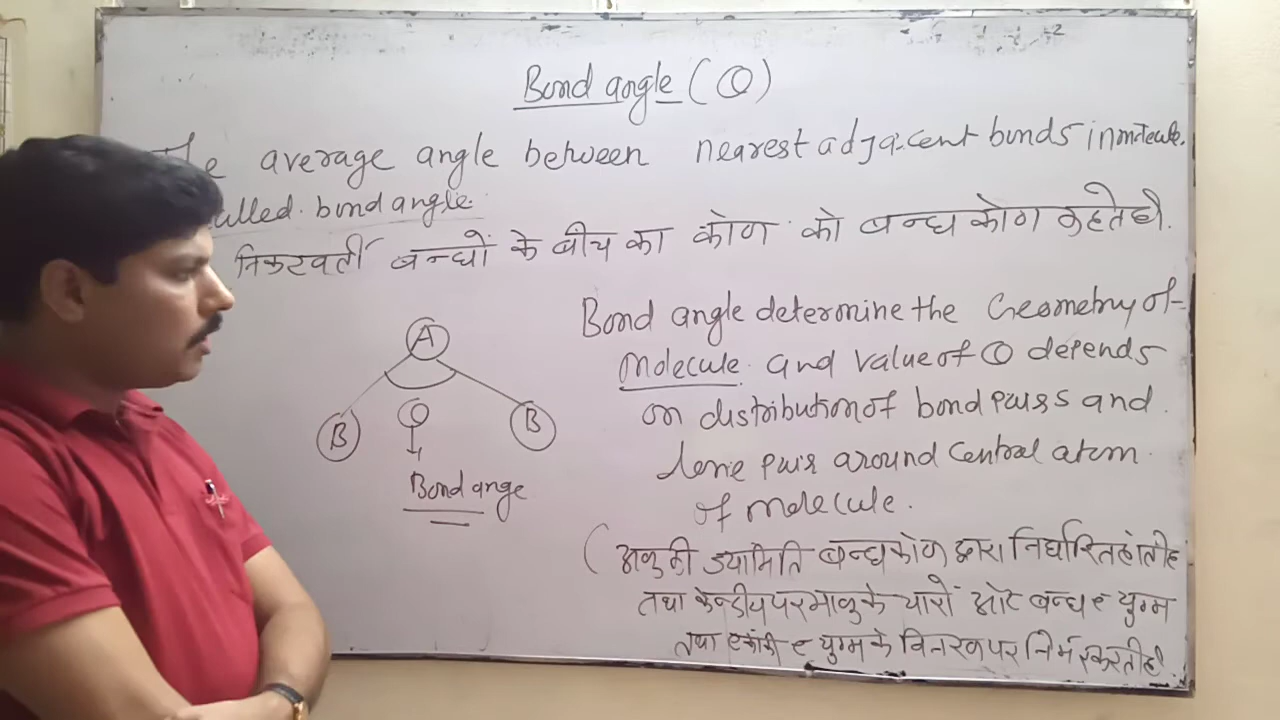 Bond angle (θ)
The average angle between nearest adjacent bonds in molecule.
called. bond angle.
निकटवर्ती बन्धों के बीच का कोण को बन्ध कोण कहते है.
Bond angle determine the Geometry of
molecule. and value of θ depends
on distribution of bond pairs and
lone pair around Central atom.
of molecule.
A
B
B
θ
Bond ange
(अणु की ज्यामिति बन्धकोण द्वारा निर्धारित होती है
तथा केन्द्रीय परमाणु के चारों ओर बन्ध e युग्म
तथा एकांकी e युग्म के वितरण पर निर्भर करती है.